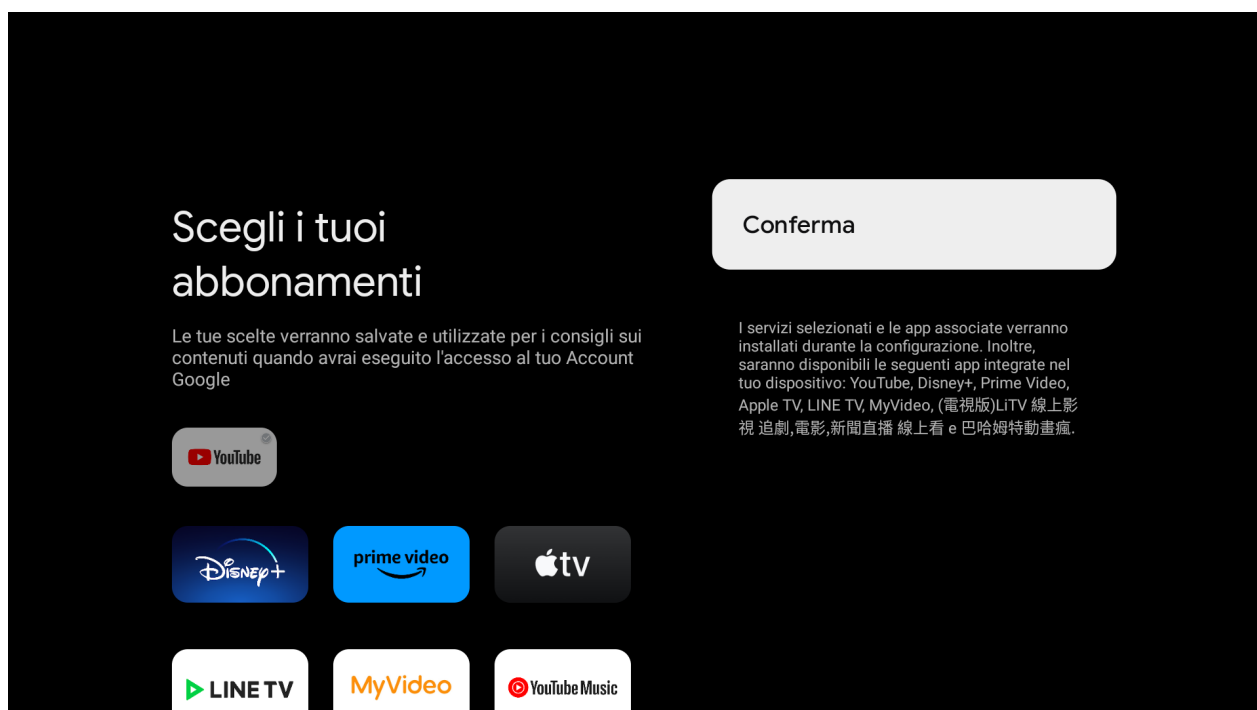 Scegli i tuoi
abbonamenti
Le tue scelte verranno salvate e utilizzate per i consigli sui
contenuti quando avrai eseguito l'accesso al tuo Account
Google
YouTube
Disney+
prime video
tv
LINE TV
MyVideo
YouTube Music
Conferma
I servizi selezionati e le app associate verranno
installati durante la configurazione. Inoltre,
saranno disponibili le seguenti app integrate nel
tuo dispositivo: YouTube, Disney+, Prime Video,
Apple TV, LINE TV, MyVideo, (電視版)LiTV 線上影
視 追劇,電影,新聞直播 線上看 e 巴哈姆特動畫瘋.